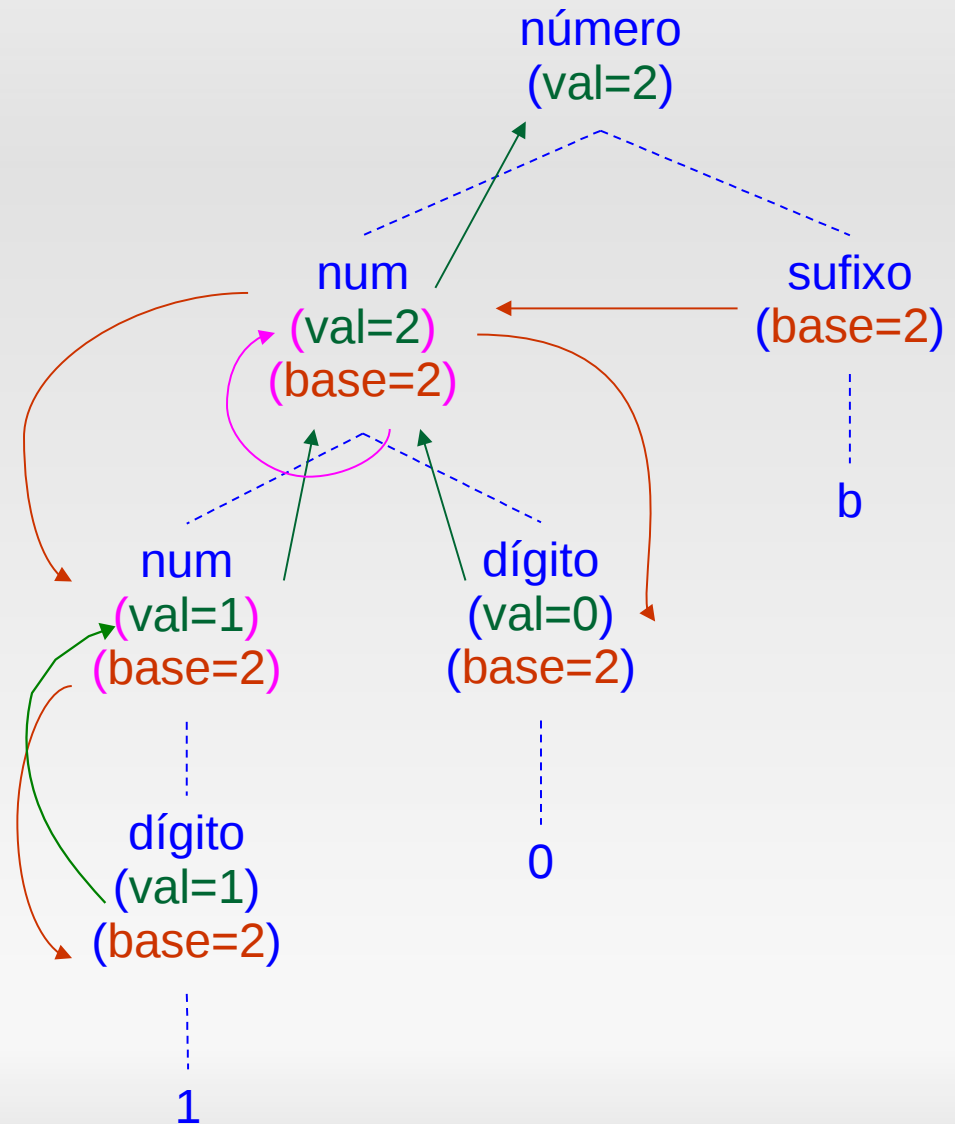 número
(val=2)
num
(val=2)
(base=2)
sufixo
(base=2)
b
num
(val=1)
(base=2)
dígito
(val=0)
(base=2)
dígito
(val=1)
(base=2)
0
1